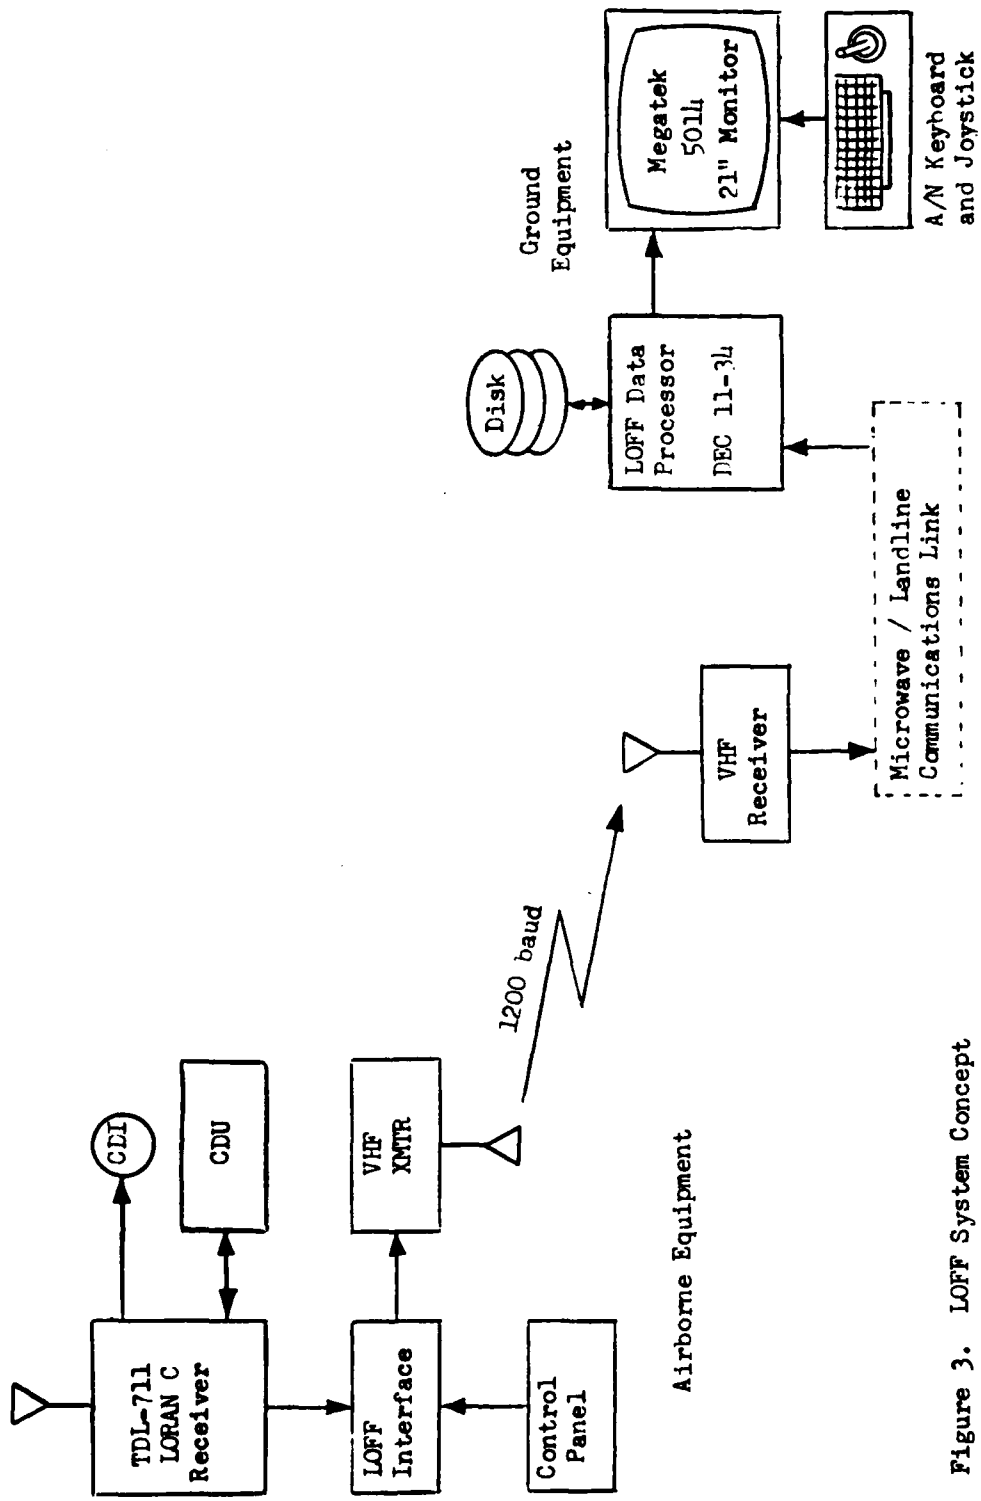 TDL-711
LORAN C
Receiver
CDI
CDU
LOFF
Interface
VHF
XMTR
Control
Panel
Airborne Equipment
1200 baud
VHF
Receiver
Microwave / Landline
Communications Link
Disk
LOFF Data
Processor
DEC 11-34
Ground
Equipment
Megatek
5014
21" Monitor
A/N Keyboard
and Joystick
Figure 3. LOFF System Concept